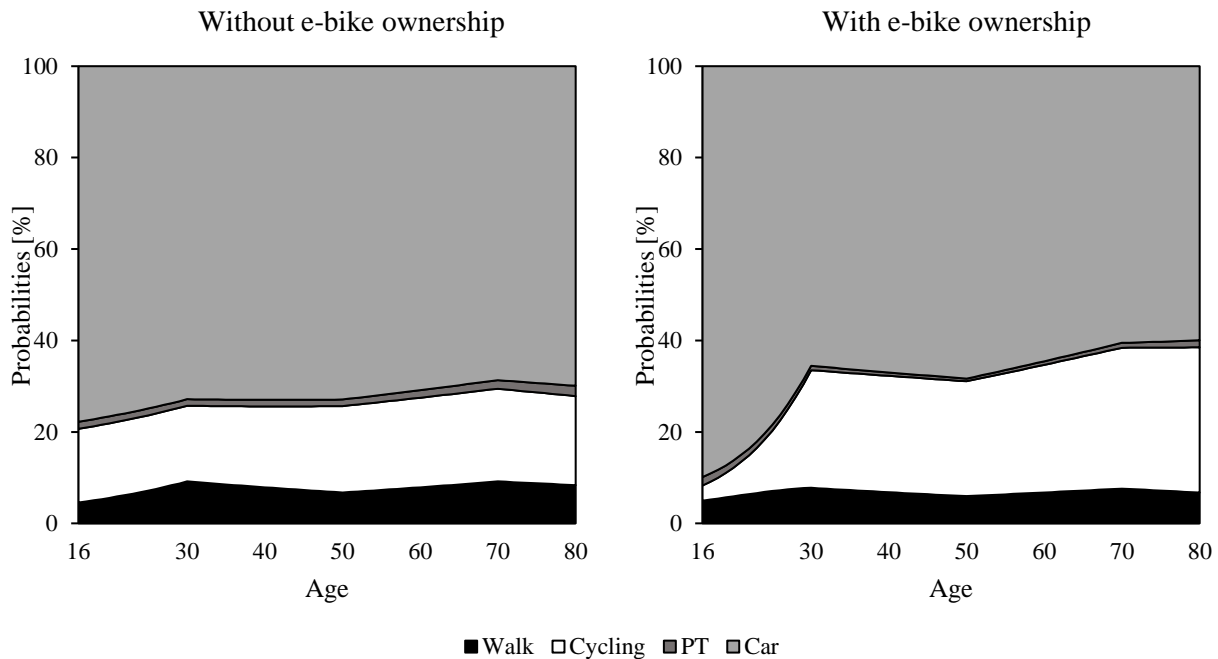 Without e-bike ownership
100
80
60
40
20
0
Probabilities [%]
16 30 40 50 60 70 80
Age
With e-bike ownership
100
80
60
40
20
0
Probabilities [%]
16 30 40 50 60 70 80
Age
Walk Cycling PT Car